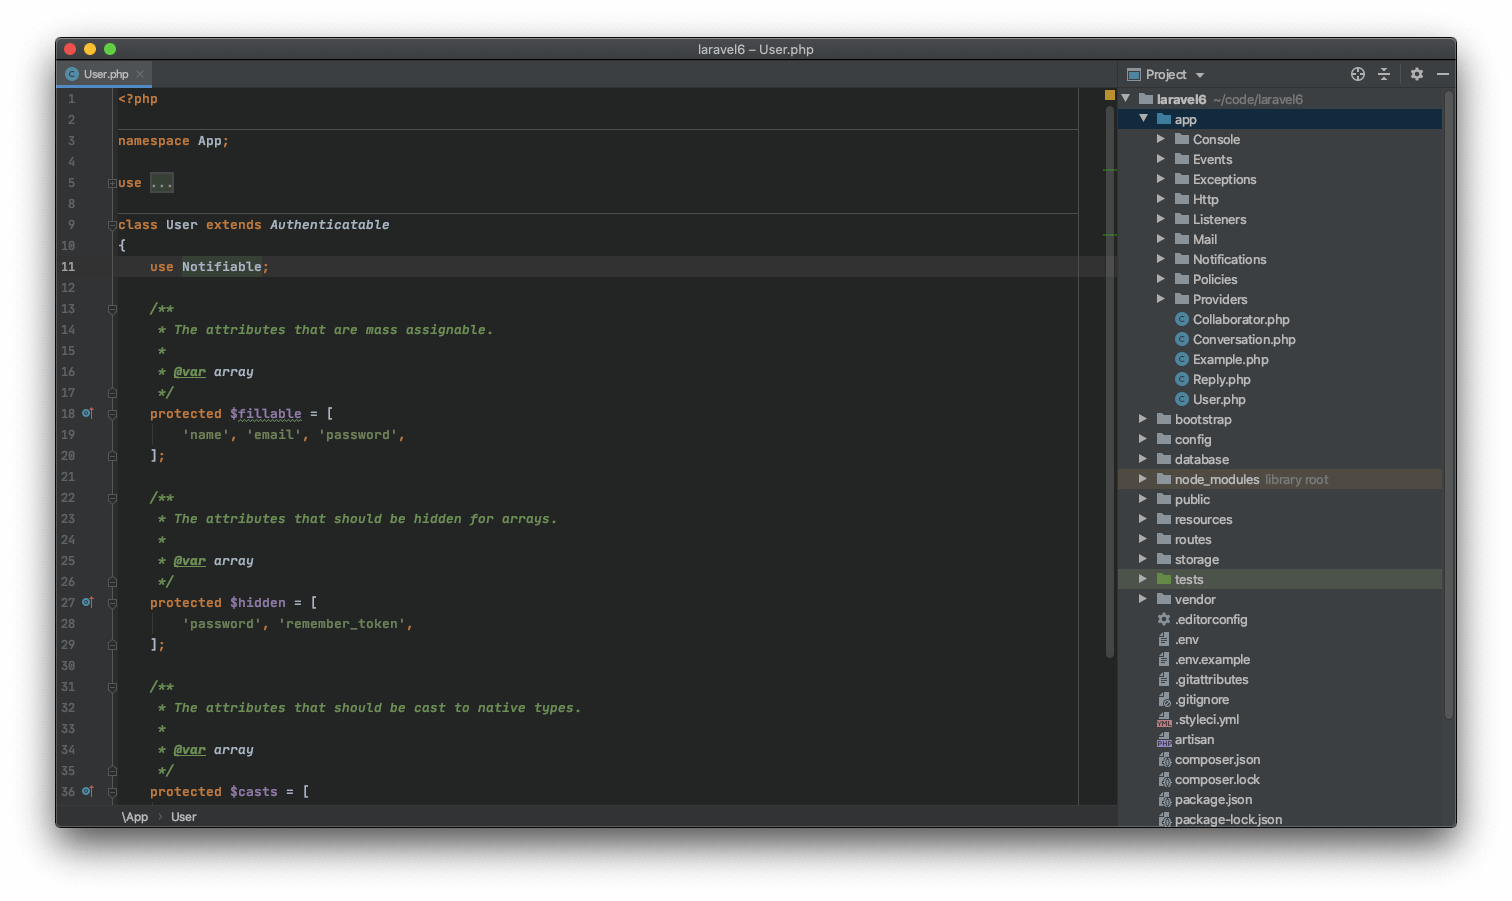 laravel6 – User.php
User.php
1 <?php
2
3 namespace App;
4
5 use ...
8
9 class User extends Authenticatable
10 {
11 use Notifiable;
12
13 /**
14 * The attributes that are mass assignable.
15 *
16 * @var array
17 */
18 protected $fillable = [
19 'name', 'email', 'password',
20 ];
21
22 /**
23 * The attributes that should be hidden for arrays.
24 *
25 * @var array
26 */
27 protected $hidden = [
28 'password', 'remember_token',
29 ];
30
31 /**
32 * The attributes that should be cast to native types.
33 *
34 * @var array
35 */
36 protected $casts = [
\App › User
Project
laravel6 ~/code/laravel6
app
Console
Events
Exceptions
Http
Listeners
Mail
Notifications
Policies
Providers
Collaborator.php
Conversation.php
Example.php
Reply.php
User.php
bootstrap
config
database
node_modules library root
public
resources
routes
storage
tests
vendor
.editorconfig
.env
.env.example
.gitattributes
.gitignore
.styleci.yml
artisan
composer.json
composer.lock
package.json
package-lock.json